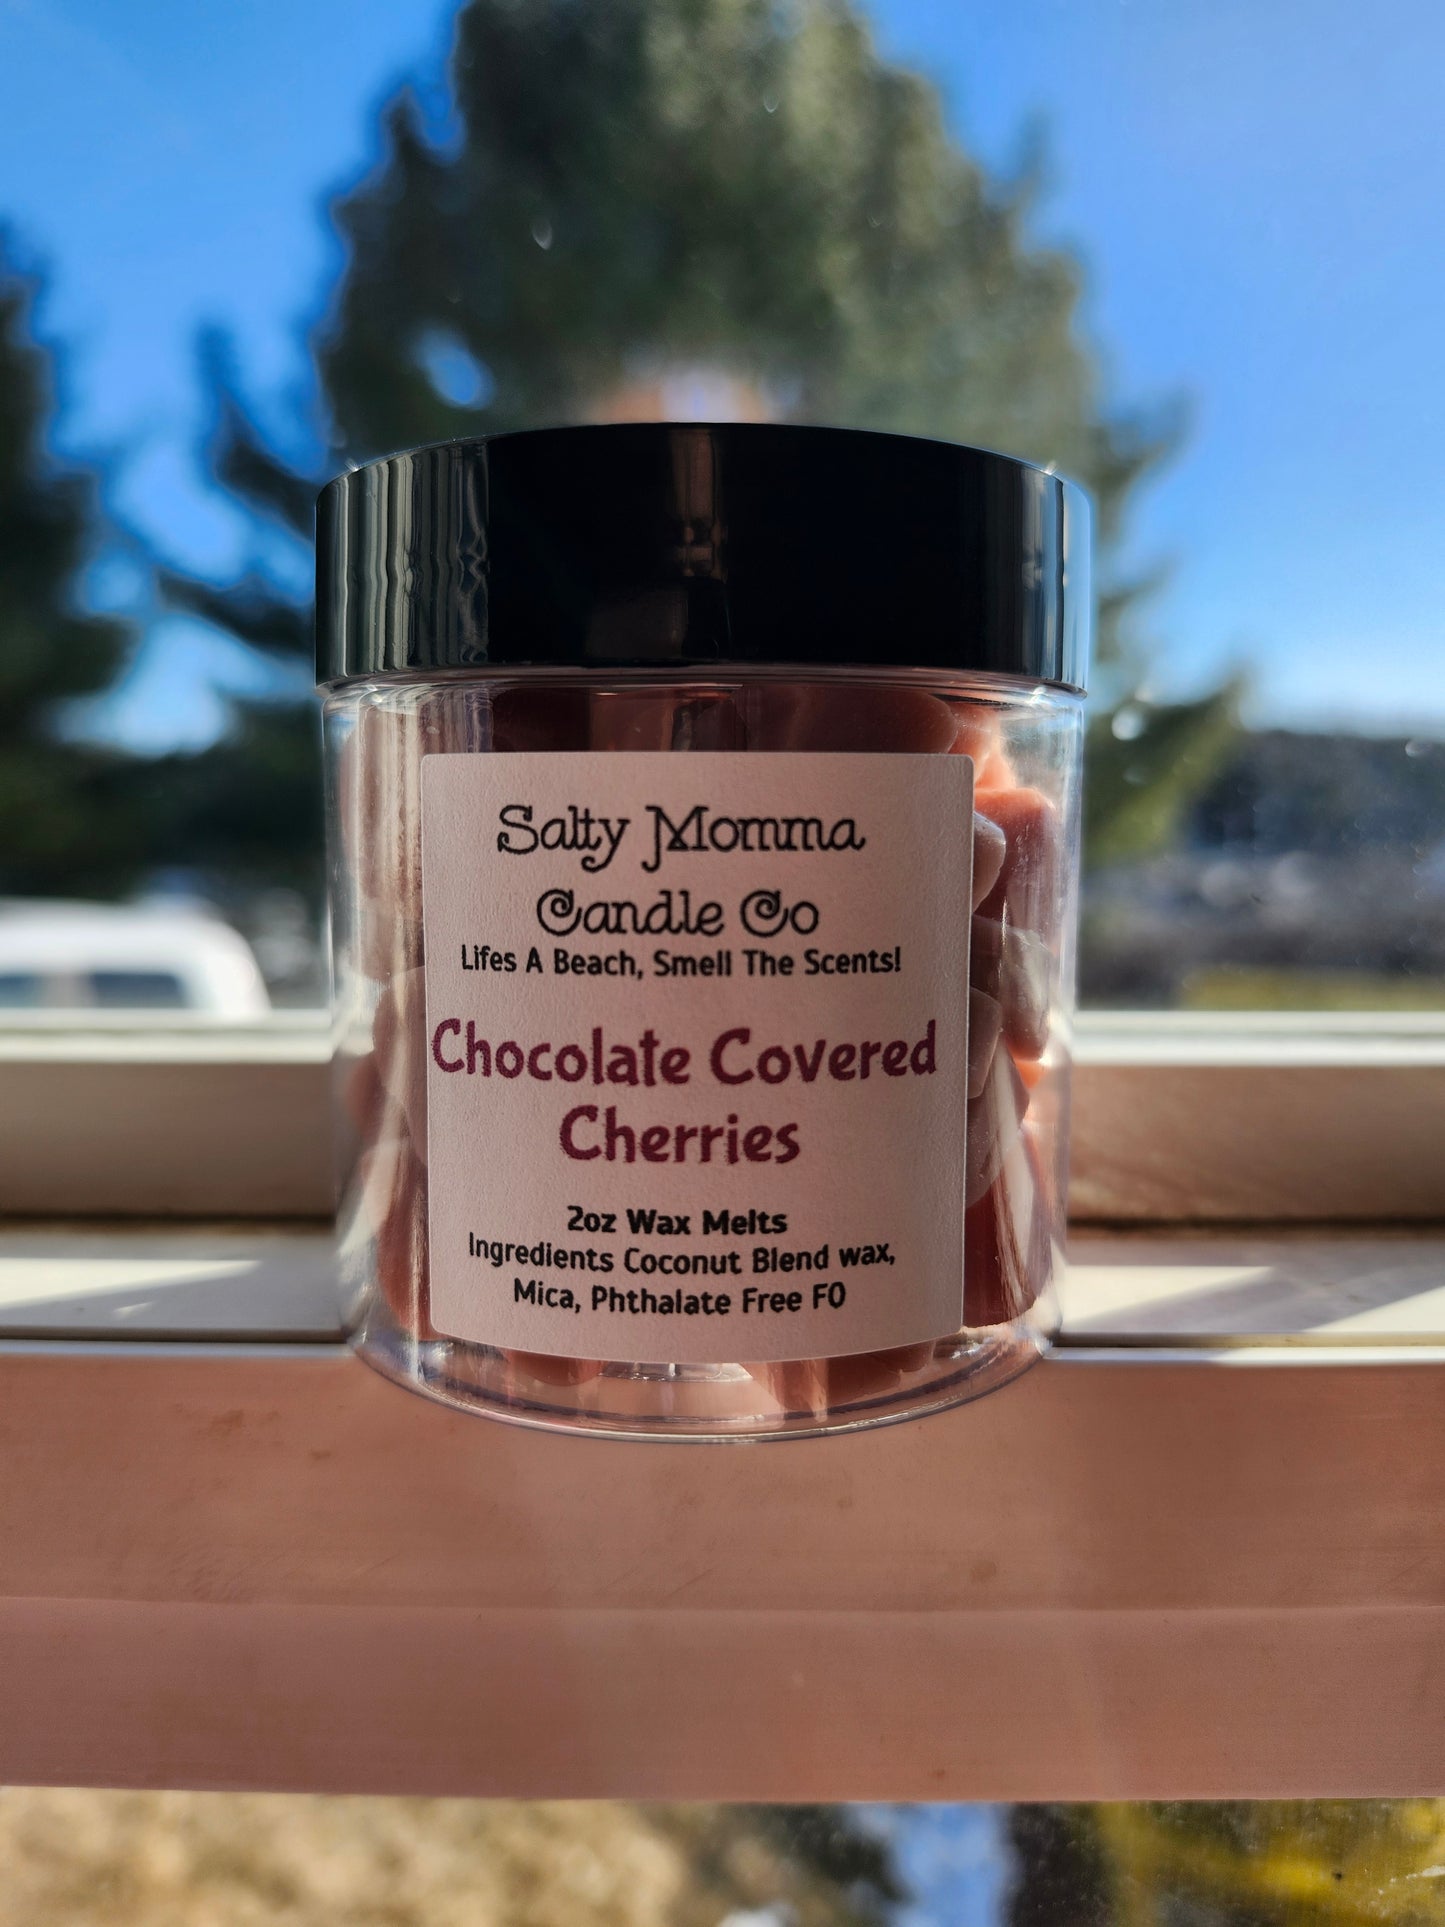 Salty Momma
Candle Co
Lifes A Beach, Smell The Scents!
Chocolate Covered
Cherries
2oz Wax Melts
Ingredients Coconut Blend wax,
Mica, Phthalate Free FO